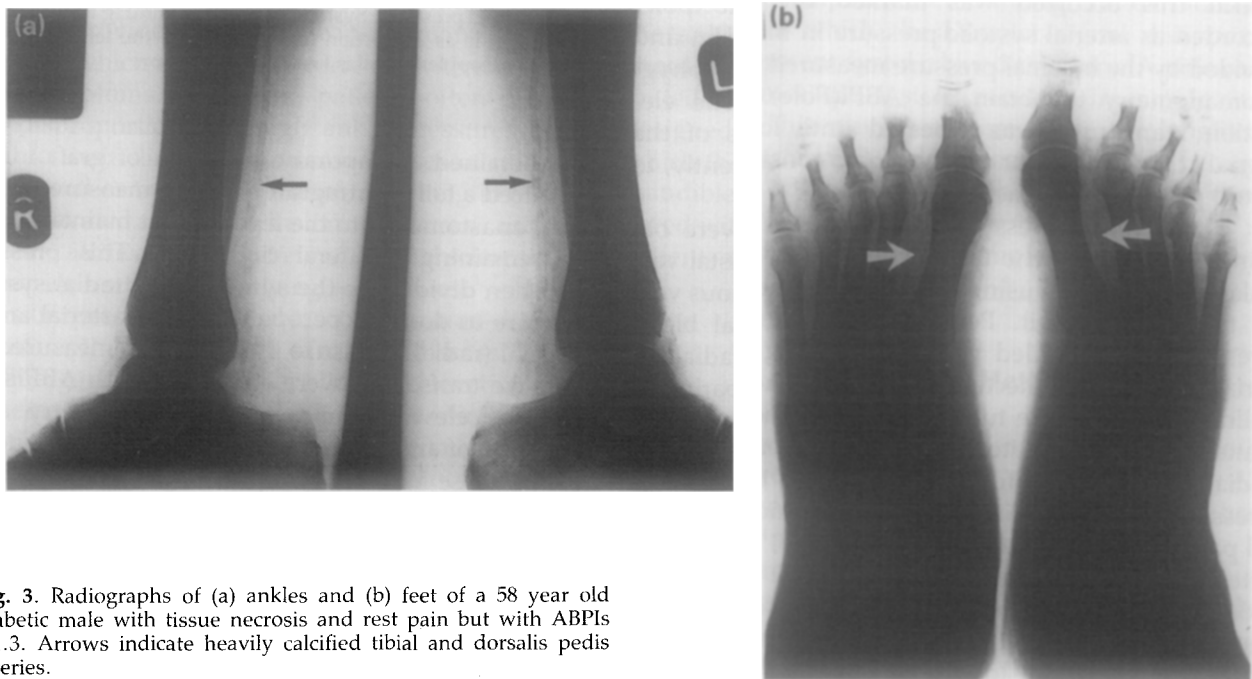 (a)
L
R
(b)
g. 3. Radiographs of (a) ankles and (b) feet of a 58 year old
abetic male with tissue necrosis and rest pain but with ABPIs
.3. Arrows indicate heavily calcified tibial and dorsalis pedis
eries.